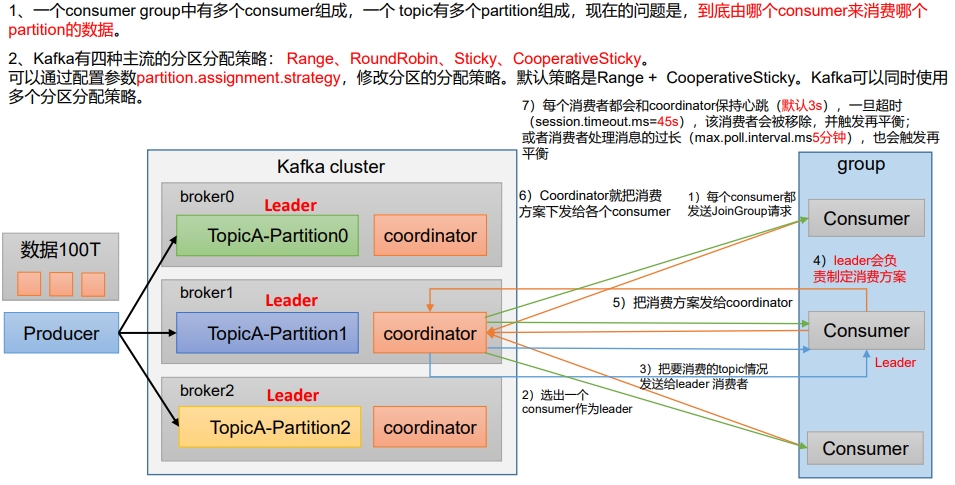 1、一个consumer group中有多个consumer组成，一个 topic有多个partition组成，现在的问题是，到底由哪个consumer来消费哪个
partition的数据。
2、Kafka有四种主流的分区分配策略： Range、RoundRobin、Sticky、CooperativeSticky。
可以通过配置参数partition.assignment.strategy，修改分区的分配策略。默认策略是Range + CooperativeSticky。Kafka可以同时使用
多个分区分配策略。
7）每个消费者都会和coordinator保持心跳（默认3s），一旦超时
（session.timeout.ms=45s），该消费者会被移除，并触发再平衡；
或者消费者处理消息的过长（max.poll.interval.ms5分钟），也会触发再
平衡
Kafka cluster
group
broker0
Leader
TopicA-Partition0
coordinator
6）Coordinator就把消费
方案下发给各个consumer
1）每个consumer都
发送JoinGroup请求
Consumer
数据100T
Producer
broker1
Leader
TopicA-Partition1
coordinator
4）leader会负
责制定消费方案
5）把消费方案发给coordinator
Consumer
Leader
3）把要消费的topic情况
发送给leader 消费者
2）选出一个
consumer作为leader
broker2
Leader
TopicA-Partition2
coordinator
Consumer